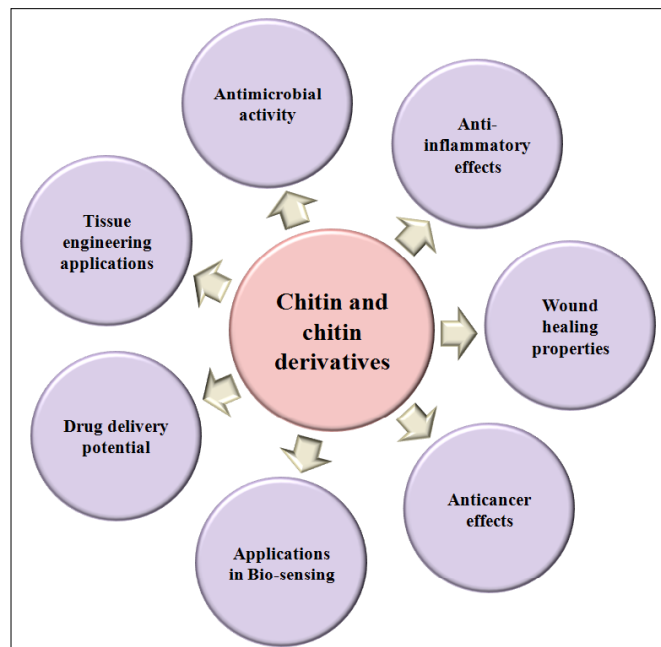 Antimicrobial
activity
Anti-
inflammatory
effects
Tissue
engineering
applications
Chitin and
chitin
derivatives
Wound
healing
properties
Drug delivery
potential
Anticancer
effects
Applications
in Bio-sensing